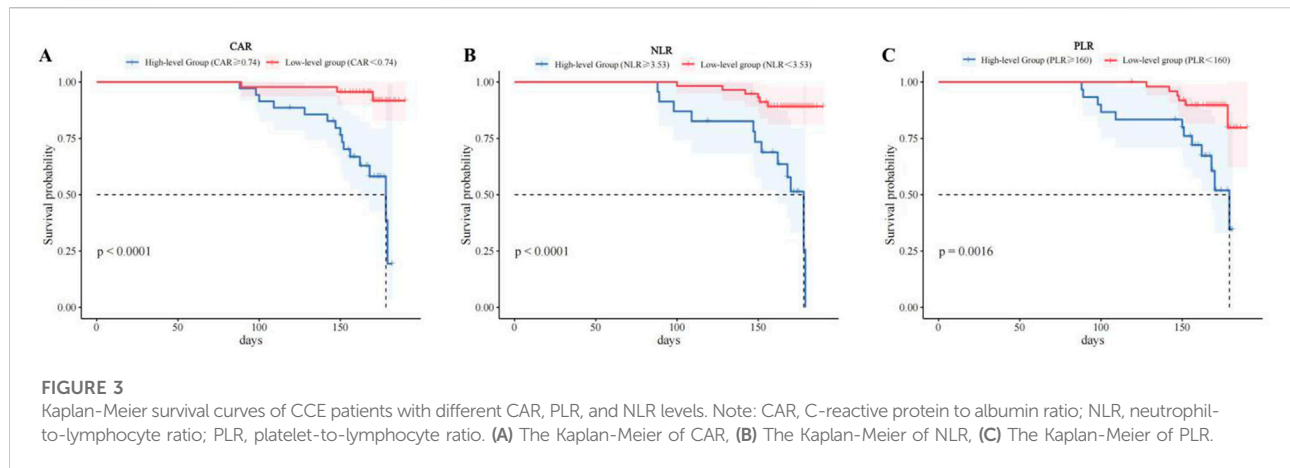 A
CAR
High-level Group (CAR≥0.74) Low-level group (CAR<0.74)
1.00
0.75
0.50
0.25
0.00
Survival probability
p < 0.0001
0 50 100 150
days
B
NLR
High-level Group (NLR≥3.53) Low-level group (NLR<3.53)
1.00
0.75
0.50
0.25
0.00
Survival probability
p < 0.0001
0 50 100 150
days
C
PLR
High-level Group (PLR≥160) Low-level group (PLR<160)
1.00
0.75
0.50
0.25
0.00
Survival probability
p = 0.0016
0 50 100 150
days
FIGURE 3
Kaplan-Meier survival curves of CCE patients with different CAR, PLR, and NLR levels. Note: CAR, C-reactive protein to albumin ratio; NLR, neutrophil-
to-lymphocyte ratio; PLR, platelet-to-lymphocyte ratio. (A) The Kaplan-Meier of CAR, (B) The Kaplan-Meier of NLR, (C) The Kaplan-Meier of PLR.